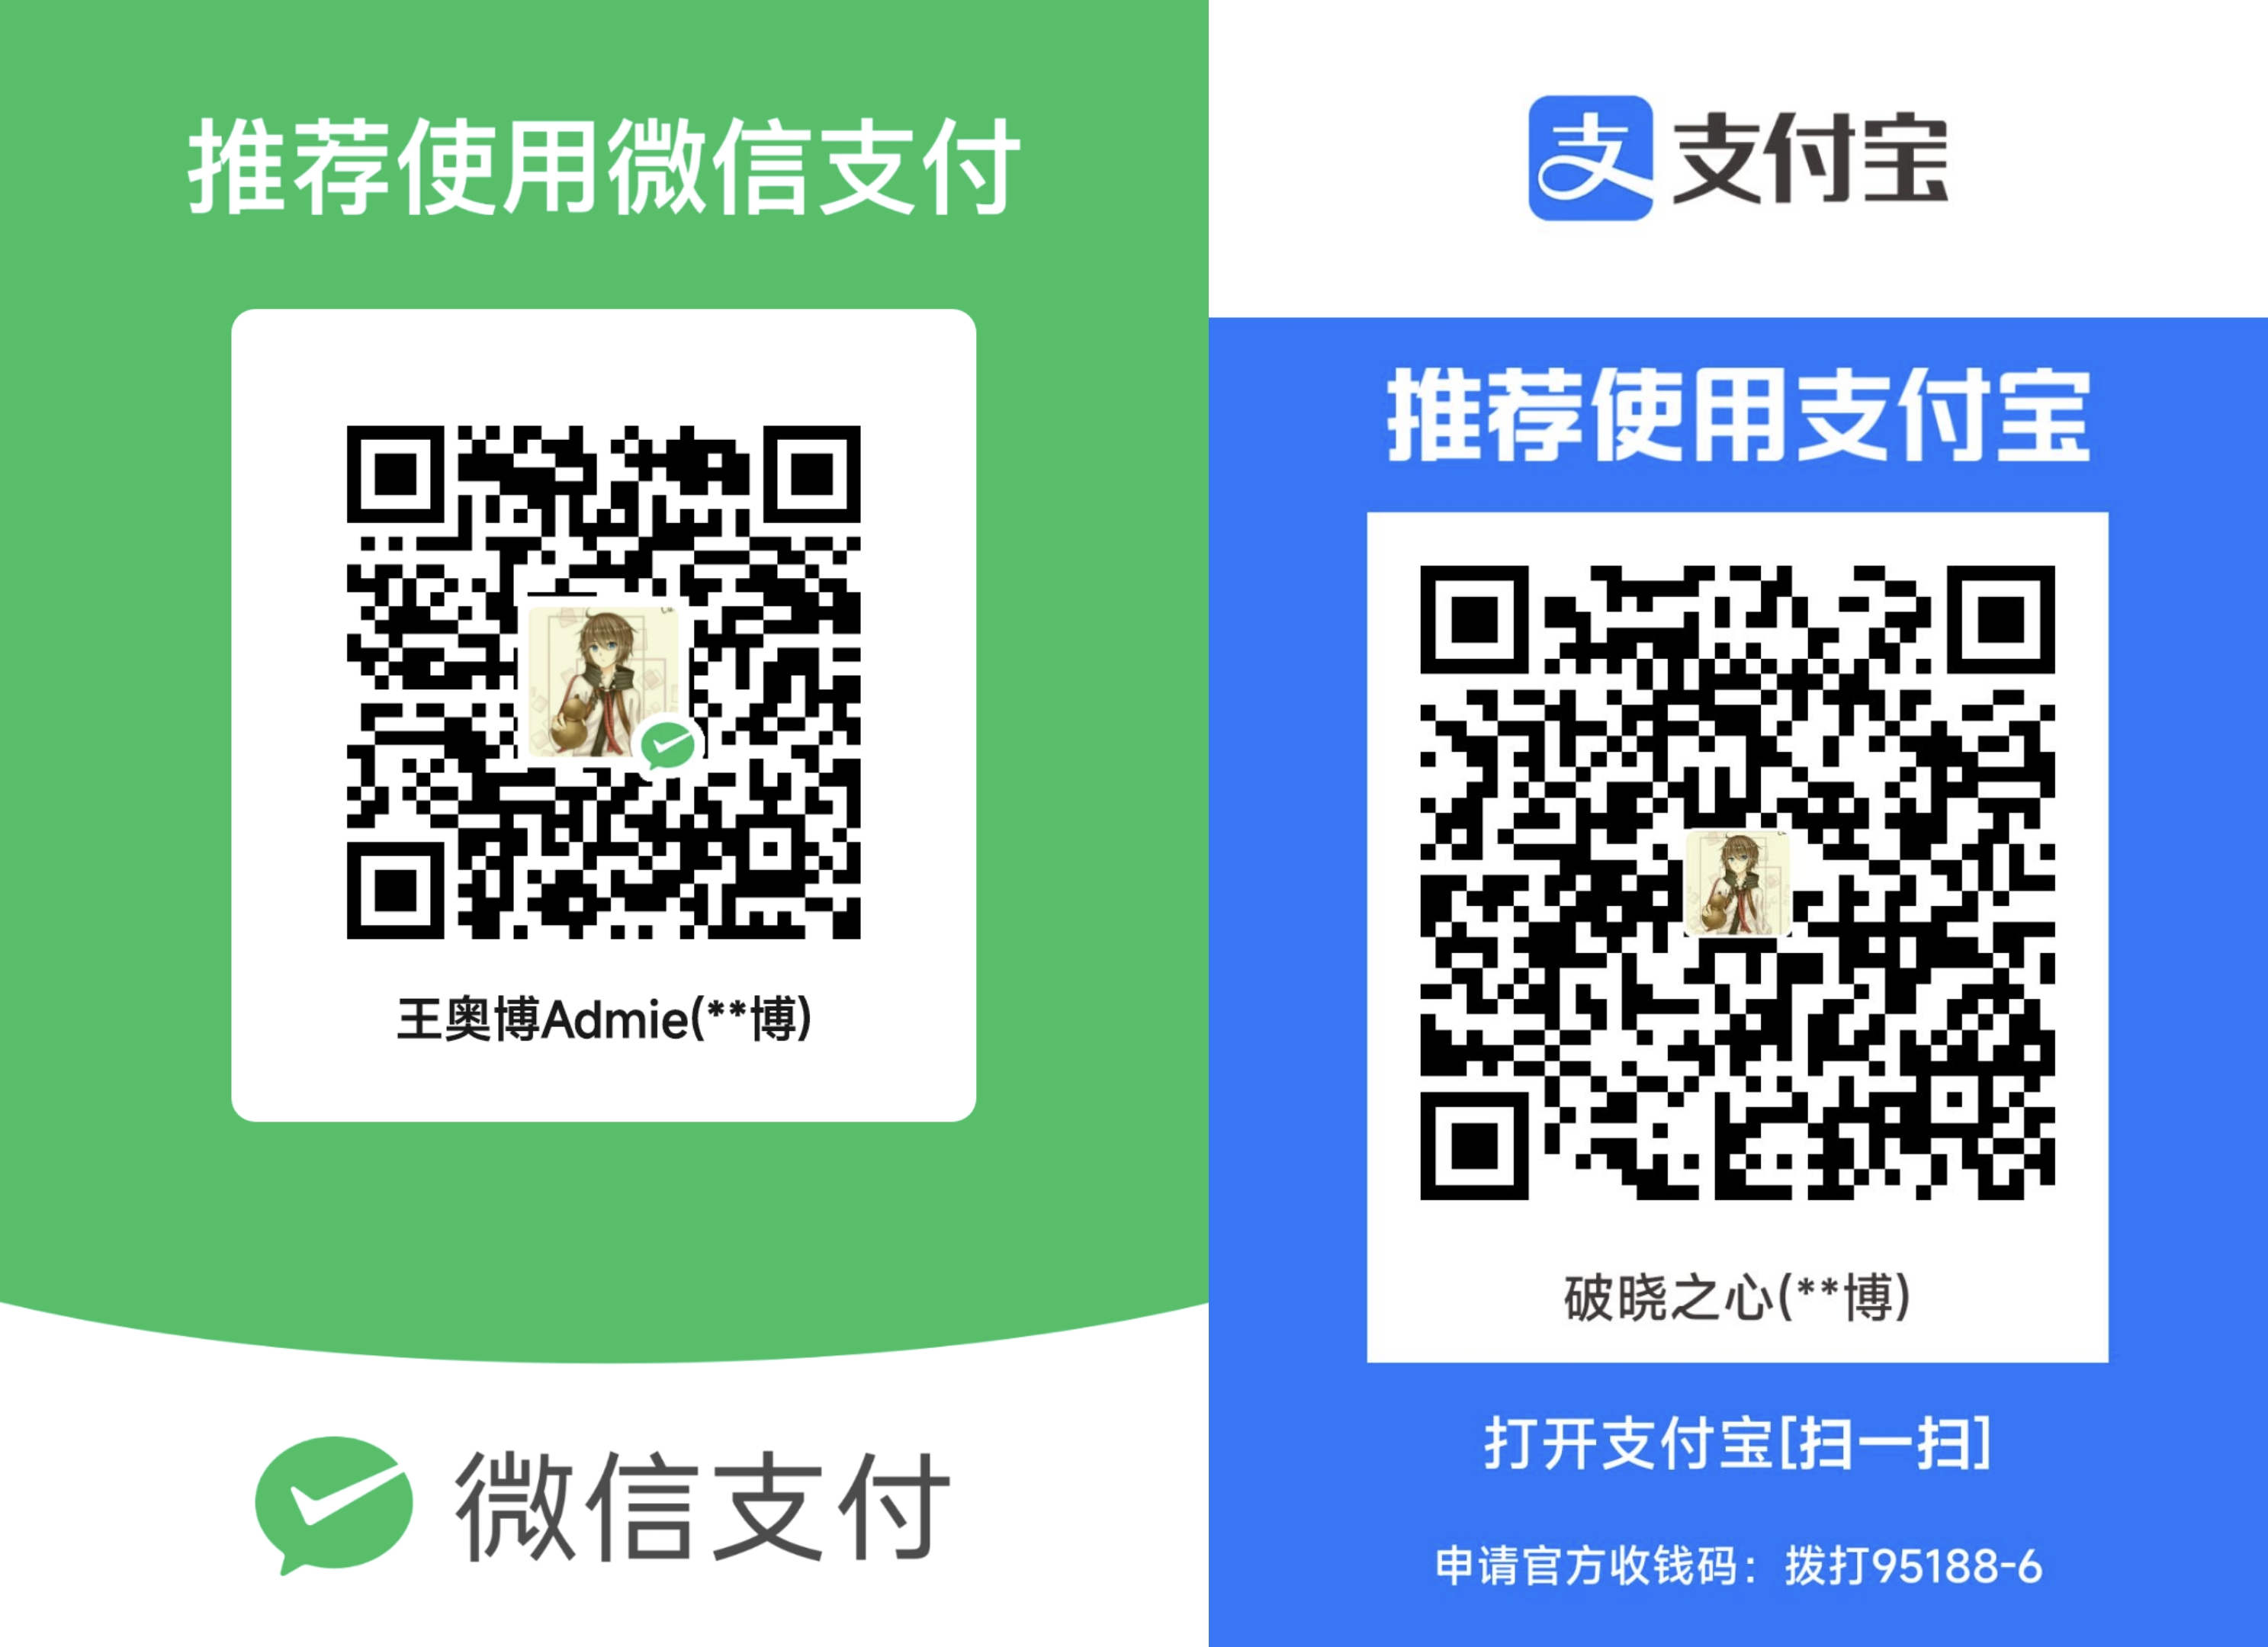 推荐使用微信支付
王奥博Admie(**博)
微信支付
支 支付宝
推荐使用支付宝
破晓之心(**博)
打开支付宝[扫一扫]
申请官方收钱码：拨打95188-6